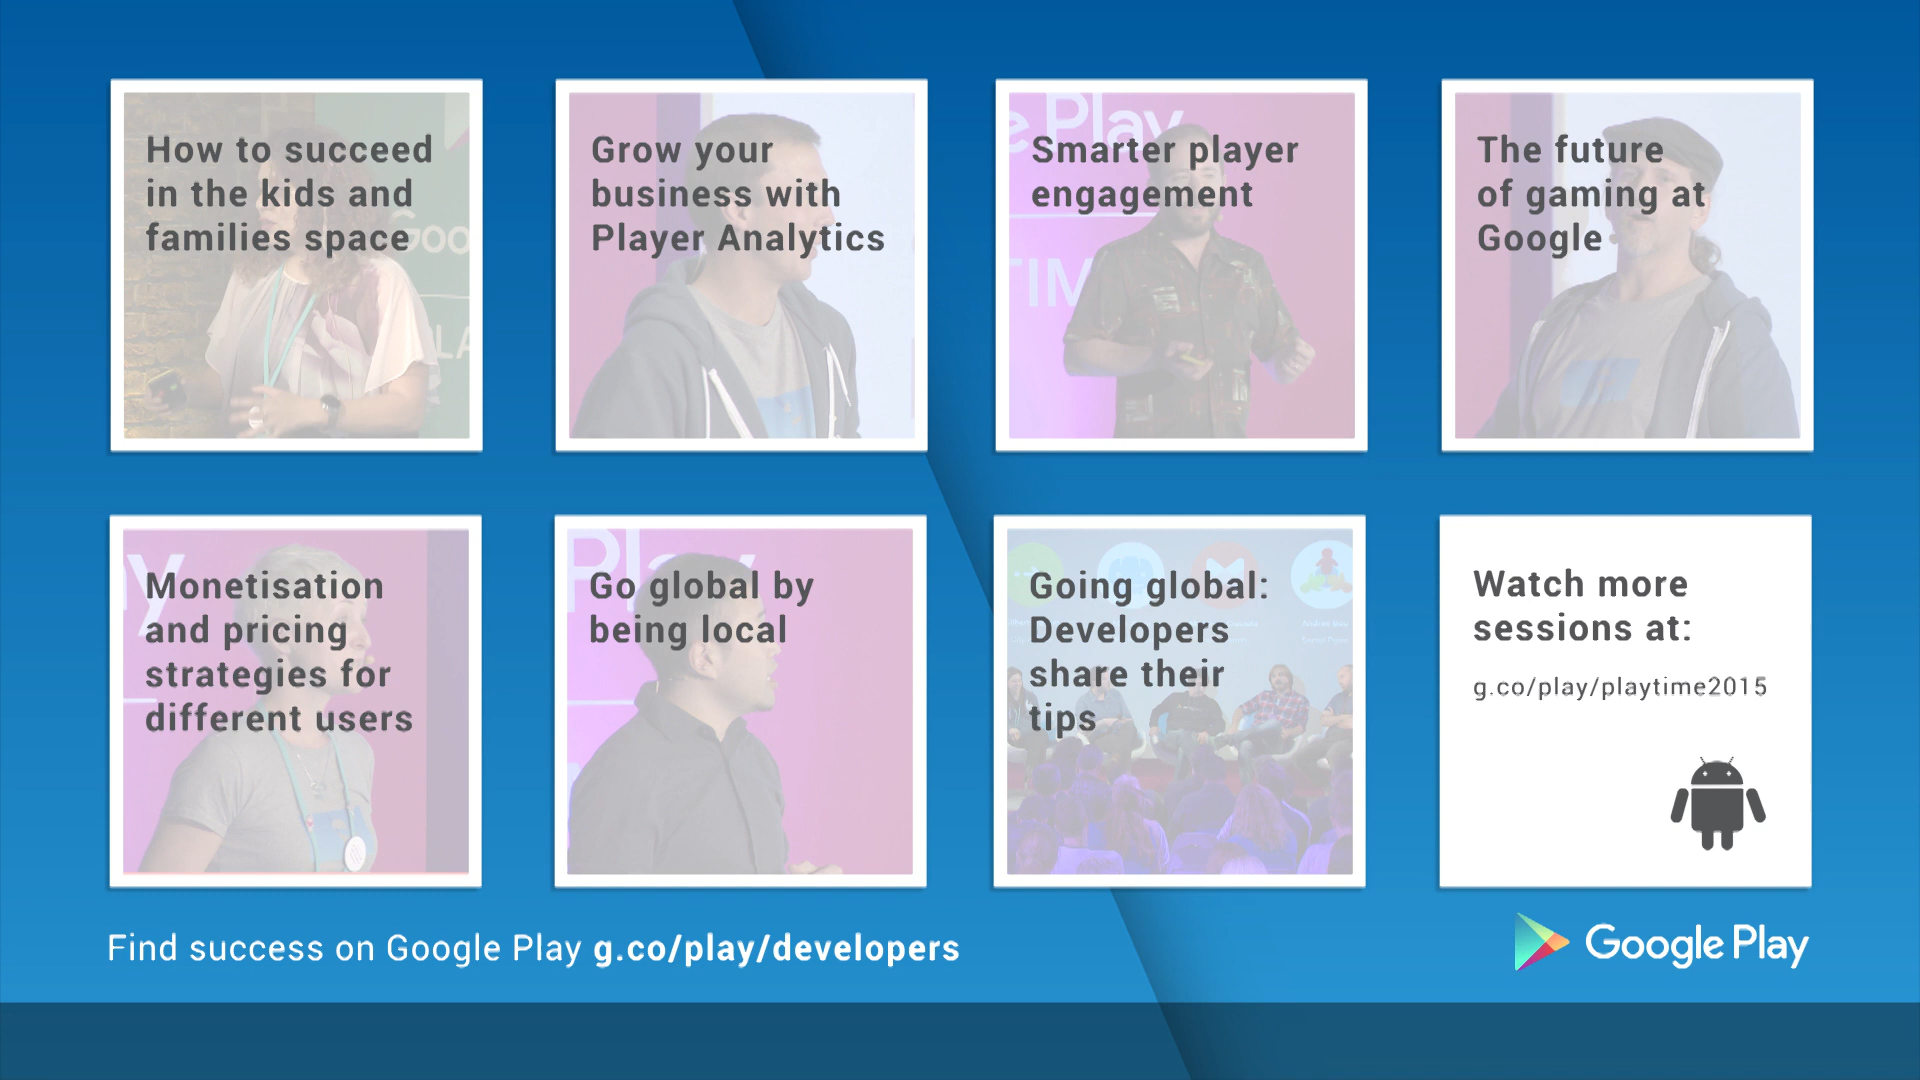 How to succeed
in the kids and
families space
Grow your
business with
Player Analytics
Smarter player
engagement
The future
of gaming at
Google
Monetisation
and pricing
strategies for
different users
Go global by
being local
Going global:
Developers
share their
tips
Watch more
sessions at:
g.co/play/playtime2015
Find success on Google Play g.co/play/developers
Google Play